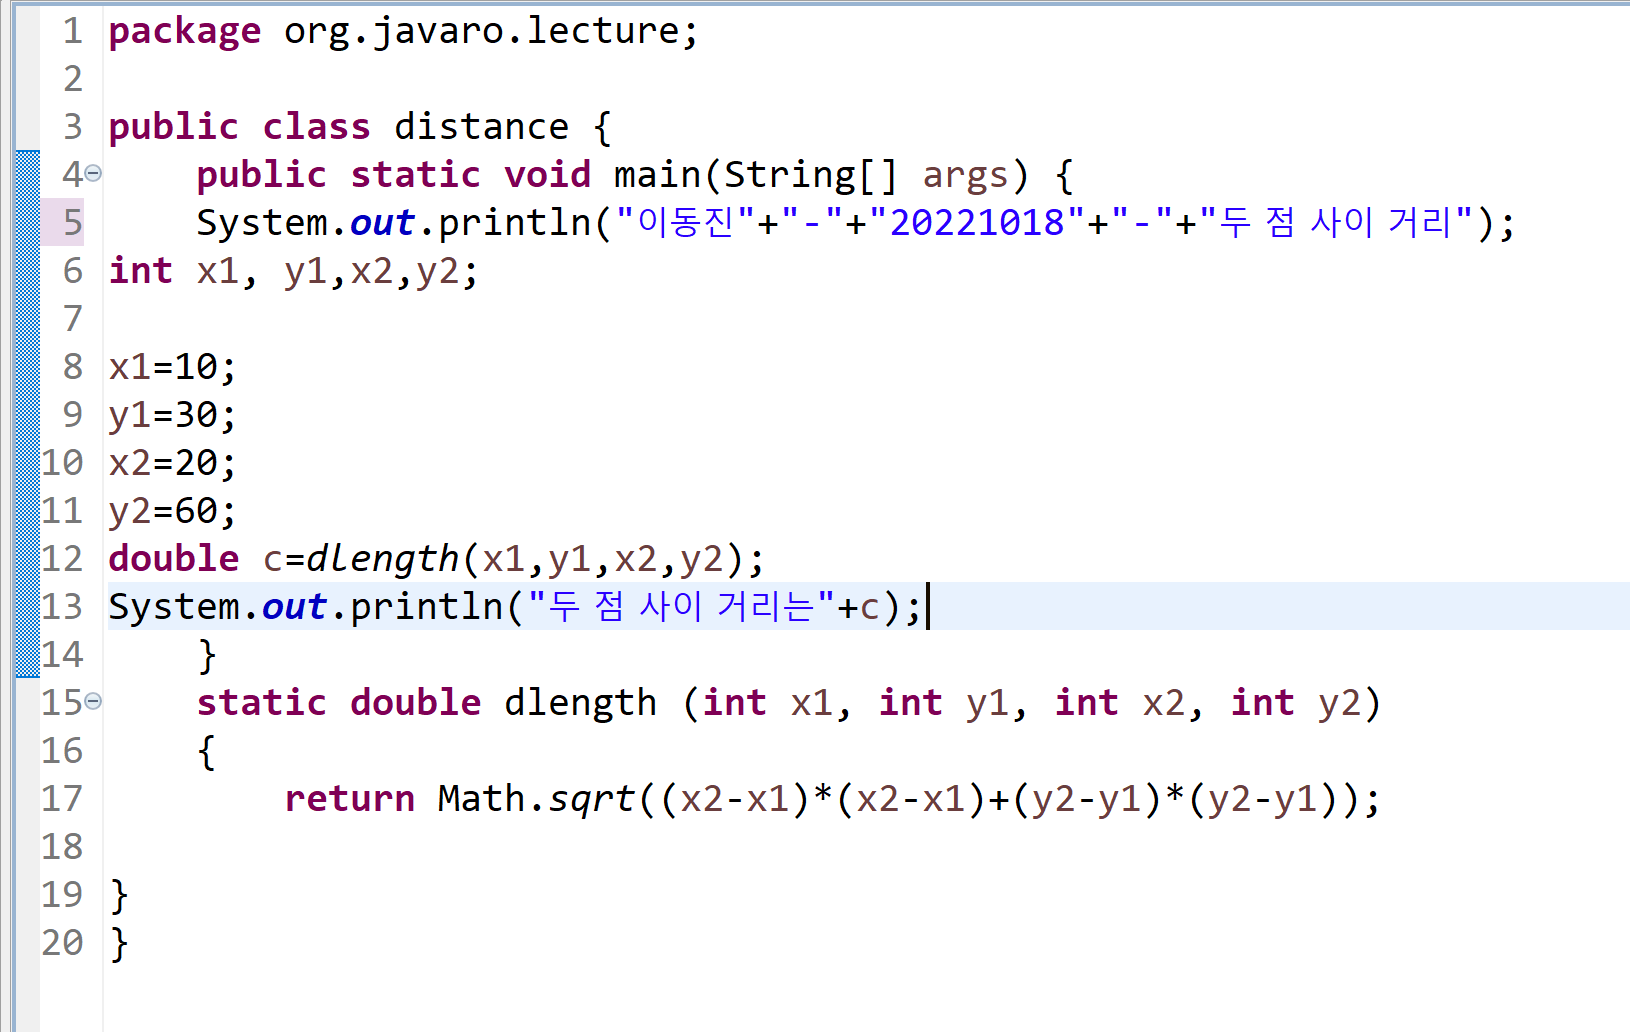 1 package org.javaro.lecture;
2
3 public class distance {
4 public static void main(String[] args) {
5 System.out.println("이동진"+"-"+"20221018"+"-"+"두 점 사이 거리");
6 int x1, y1,x2,y2;
7
8 x1=10;
9 y1=30;
10 x2=20;
11 y2=60;
12 double c=dlength(x1,y1,x2,y2);
13 System.out.println("두 점 사이 거리는"+c);
14 }
15 static double dlength (int x1, int y1, int x2, int y2)
16 {
17 return Math.sqrt((x2-x1)*(x2-x1)+(y2-y1)*(y2-y1));
18
19 }
20 }